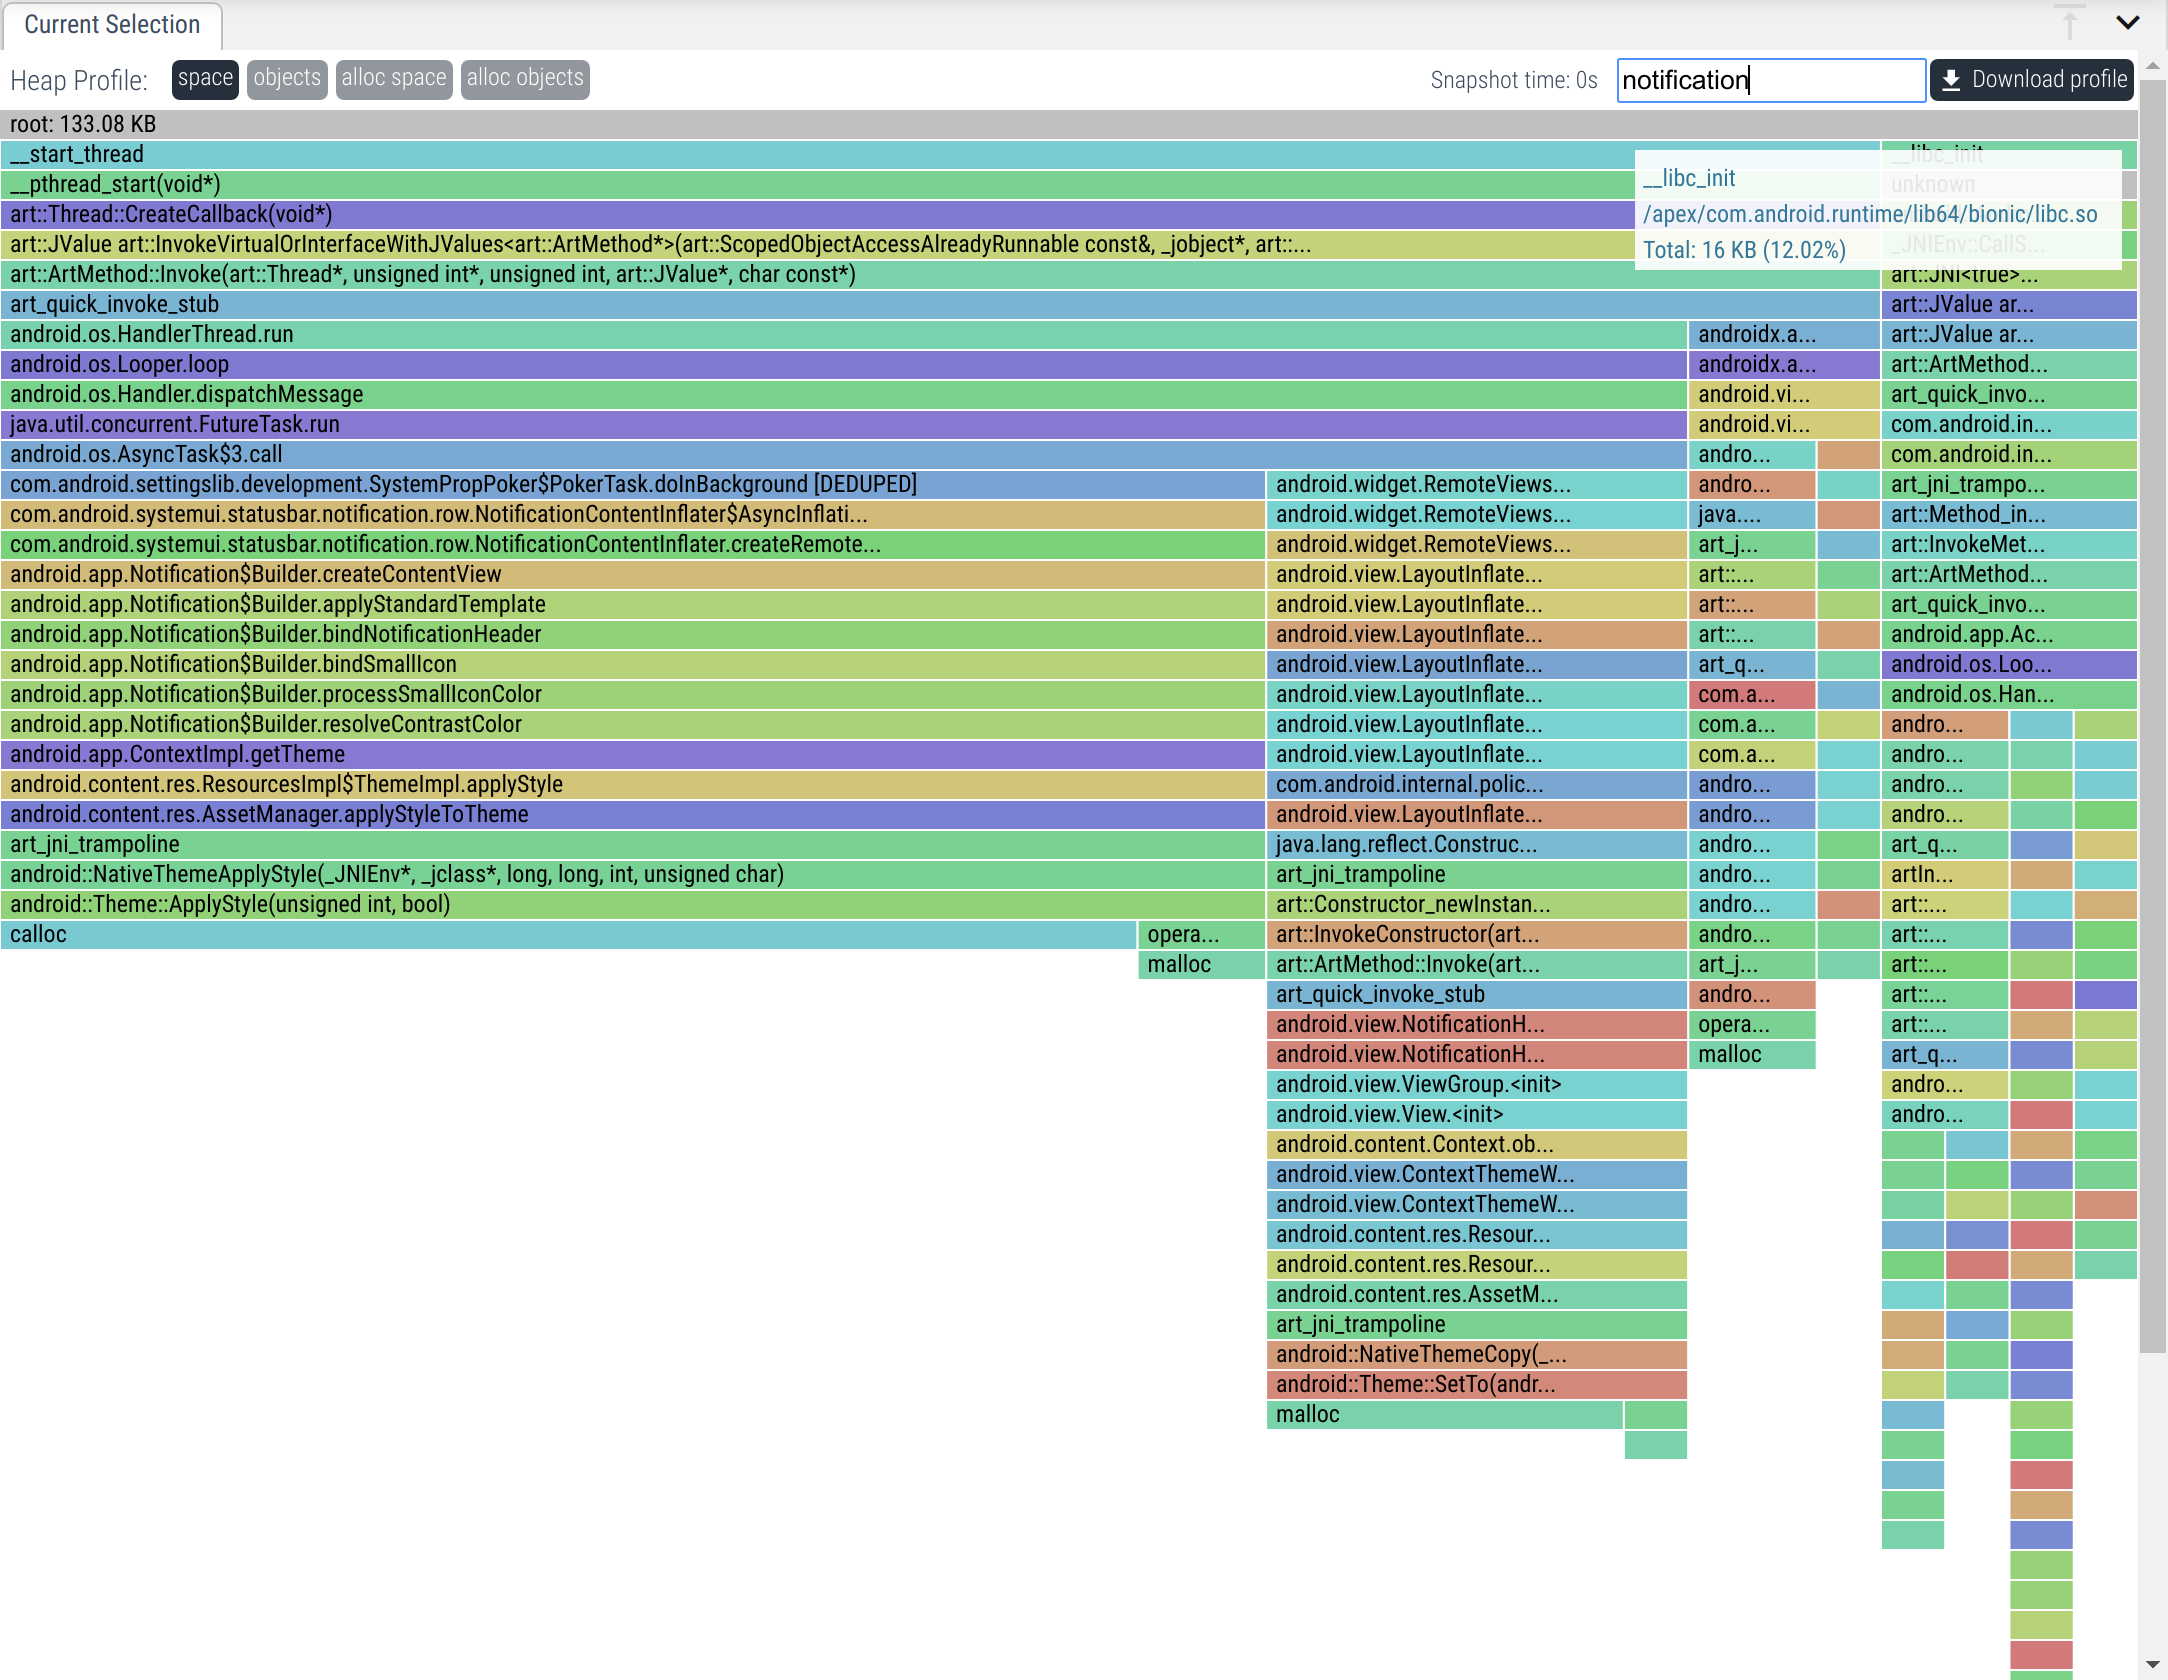 Current Selection
Heap Profile: space objects alloc space alloc objects Snapshot time: 0s notification Download profile
root: 133.08 KB
__start_thread __libc_init
__pthread_start(void*) unknown
__libc_init
art::Thread::CreateCallback(void*) /apex/com.android.runtime/lib64/bionic/libc.so
art::JValue art::InvokeVirtualOrInterfaceWithJValues<art::ArtMethod*>(art::ScopedObjectAccessAlreadyRunnable const&, _jobject*, art::... _JNIEnv::CallS...
Total: 16 KB (12.02%)
art::ArtMethod::Invoke(art::Thread*, unsigned int*, unsigned int, art::JValue*, char const*) art::JNI<true>...
art_quick_invoke_stub art::JValue ar...
android.os.HandlerThread.run androidx.a... art::JValue ar...
android.os.Looper.loop androidx.a... art::ArtMethod...
android.os.Handler.dispatchMessage android.vi... art_quick_invo...
java.util.concurrent.FutureTask.run android.vi... com.android.in...
android.os.AsyncTask$3.call andro... com.android.in...
com.android.settingslib.development.SystemPropPoker$PokerTask.doInBackground [DEDUPED] android.widget.RemoteViews... andro... art_jni_trampo...
com.android.systemui.statusbar.notification.row.NotificationContentInflater$AsyncInflati... android.widget.RemoteViews... java.... art::Method_in...
com.android.systemui.statusbar.notification.row.NotificationContentInflater.createRemote... android.widget.RemoteViews... art_j... art::InvokeMet...
android.app.Notification$Builder.createContentView android.view.LayoutInflate... art::... art::ArtMethod...
android.app.Notification$Builder.applyStandardTemplate android.view.LayoutInflate... art::... art_quick_invo...
android.app.Notification$Builder.bindNotificationHeader android.view.LayoutInflate... art::... android.app.Ac...
android.app.Notification$Builder.bindSmallIcon android.view.LayoutInflate... art_q... android.os.Loo...
android.app.Notification$Builder.processSmallIconColor android.view.LayoutInflate... com.a... android.os.Han...
android.app.Notification$Builder.resolveContrastColor android.view.LayoutInflate... com.a... andro...
android.app.ContextImpl.getTheme android.view.LayoutInflate... com.a... andro...
android.content.res.ResourcesImpl$ThemeImpl.applyStyle com.android.internal.polic... andro... andro...
android.content.res.AssetManager.applyStyleToTheme android.view.LayoutInflate... andro... andro...
art_jni_trampoline java.lang.reflect.Construc... andro... art_q...
android::NativeThemeApplyStyle(_JNIEnv*, _jclass*, long, long, int, unsigned char) art_jni_trampoline andro... artIn...
android::Theme::ApplyStyle(unsigned int, bool) art::Constructor_newInstan... andro... art::...
calloc opera... art::InvokeConstructor(art... andro... art::...
malloc art::ArtMethod::Invoke(art... art_j... art::...
art_quick_invoke_stub andro... art::...
android.view.NotificationH... opera... art::...
android.view.NotificationH... malloc art_q...
android.view.ViewGroup.<init> andro...
android.view.View.<init> andro...
android.content.Context.ob...
android.view.ContextThemeW...
android.view.ContextThemeW...
android.content.res.Resour...
android.content.res.Resour...
android.content.res.AssetM...
art_jni_trampoline
android::NativeThemeCopy(_...
android::Theme::SetTo(andr...
malloc